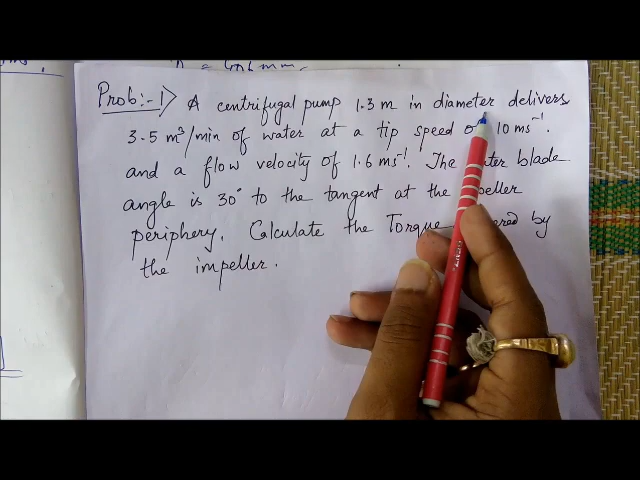 Prob:-1 A centrifugal pump 1.3 m in diameter delivers
3.5 m³/min of water at a tip speed 10 ms⁻¹.
and a flow velocity of 1.6 ms⁻¹. The blade
angle is 30° to the tangent at the
periphery. Calculate the Torque by
the impeller.